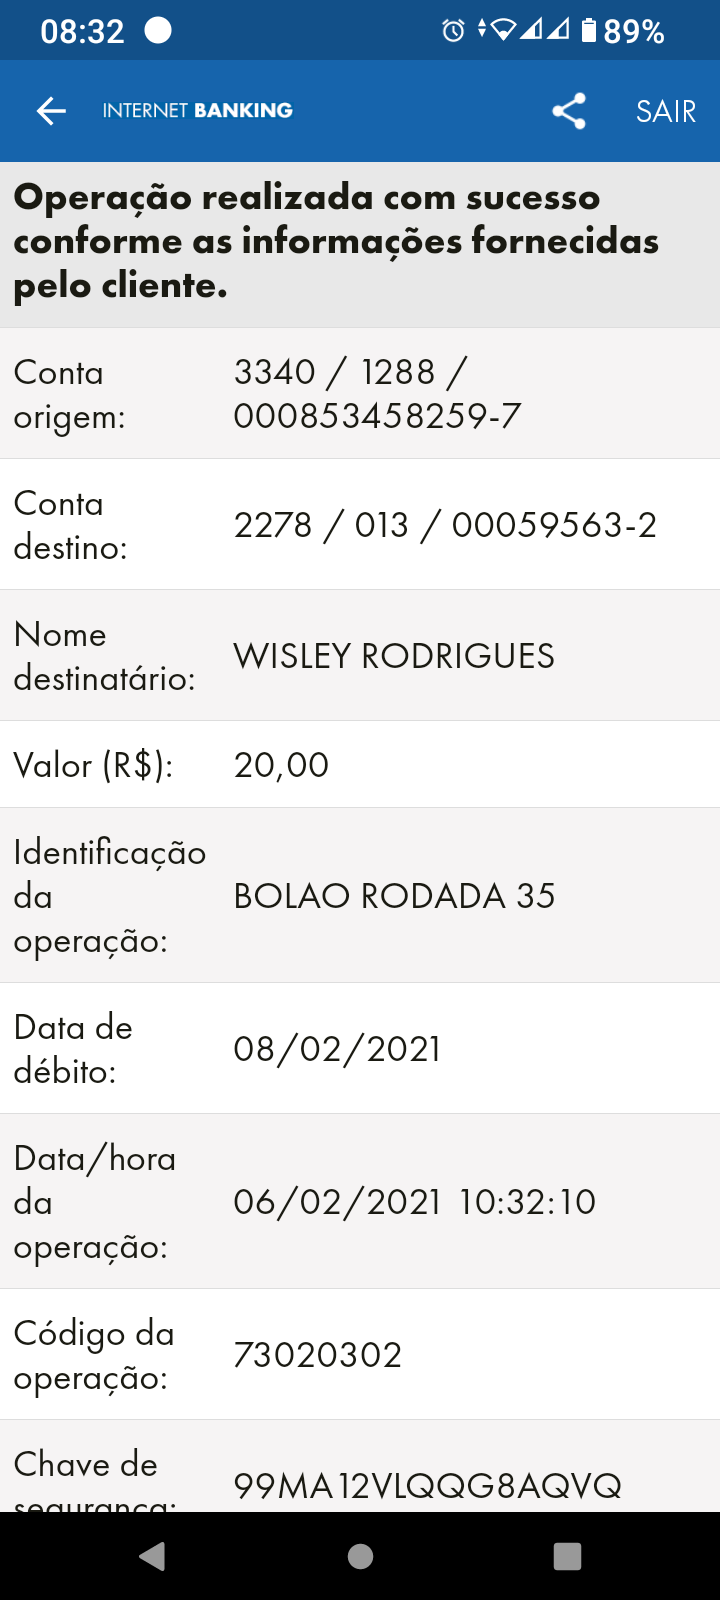 08:32
89%
INTERNET BANKING
SAIR
Operação realizada com sucesso
conforme as informações fornecidas
pelo cliente.
Conta
origem:
3340 / 1288 /
000853458259-7
Conta
destino:
2278 / 013 / 00059563-2
Nome
destinatário:
WISLEY RODRIGUES
Valor (R$):
20,00
Identificação
da
operação:
BOLAO RODADA 35
Data de
débito:
08/02/2021
Data/hora
da
operação:
06/02/2021 10:32:10
Código da
operação:
73020302
Chave de
segurança:
99MA12VLQQG8AQVQ